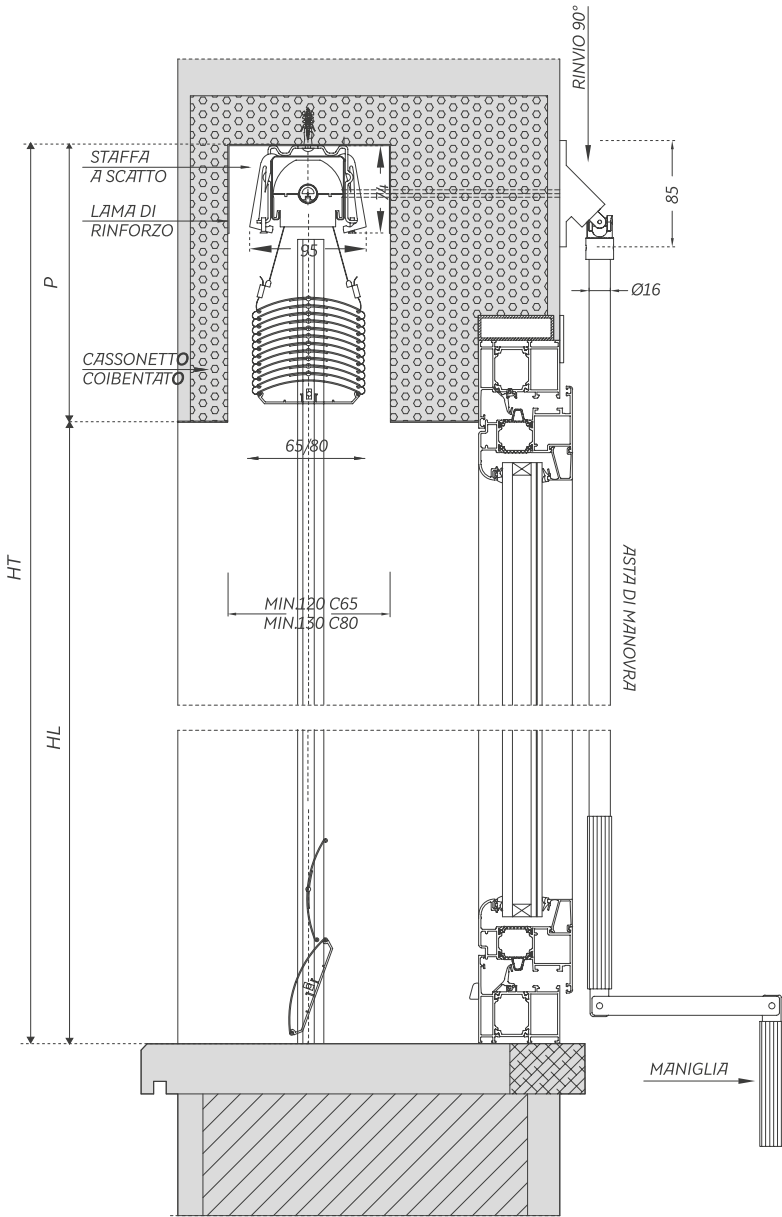 RINVIO 90°
STAFFA
A SCATTO
LAMA DI
RINFORZO
74
95
85
Ø16
P
CASSONETTO
COIBENTATO
65/80
HT
HL
MIN.120 C65
MIN.130 C80
ASTA DI MANOVRA
MANIGLIA